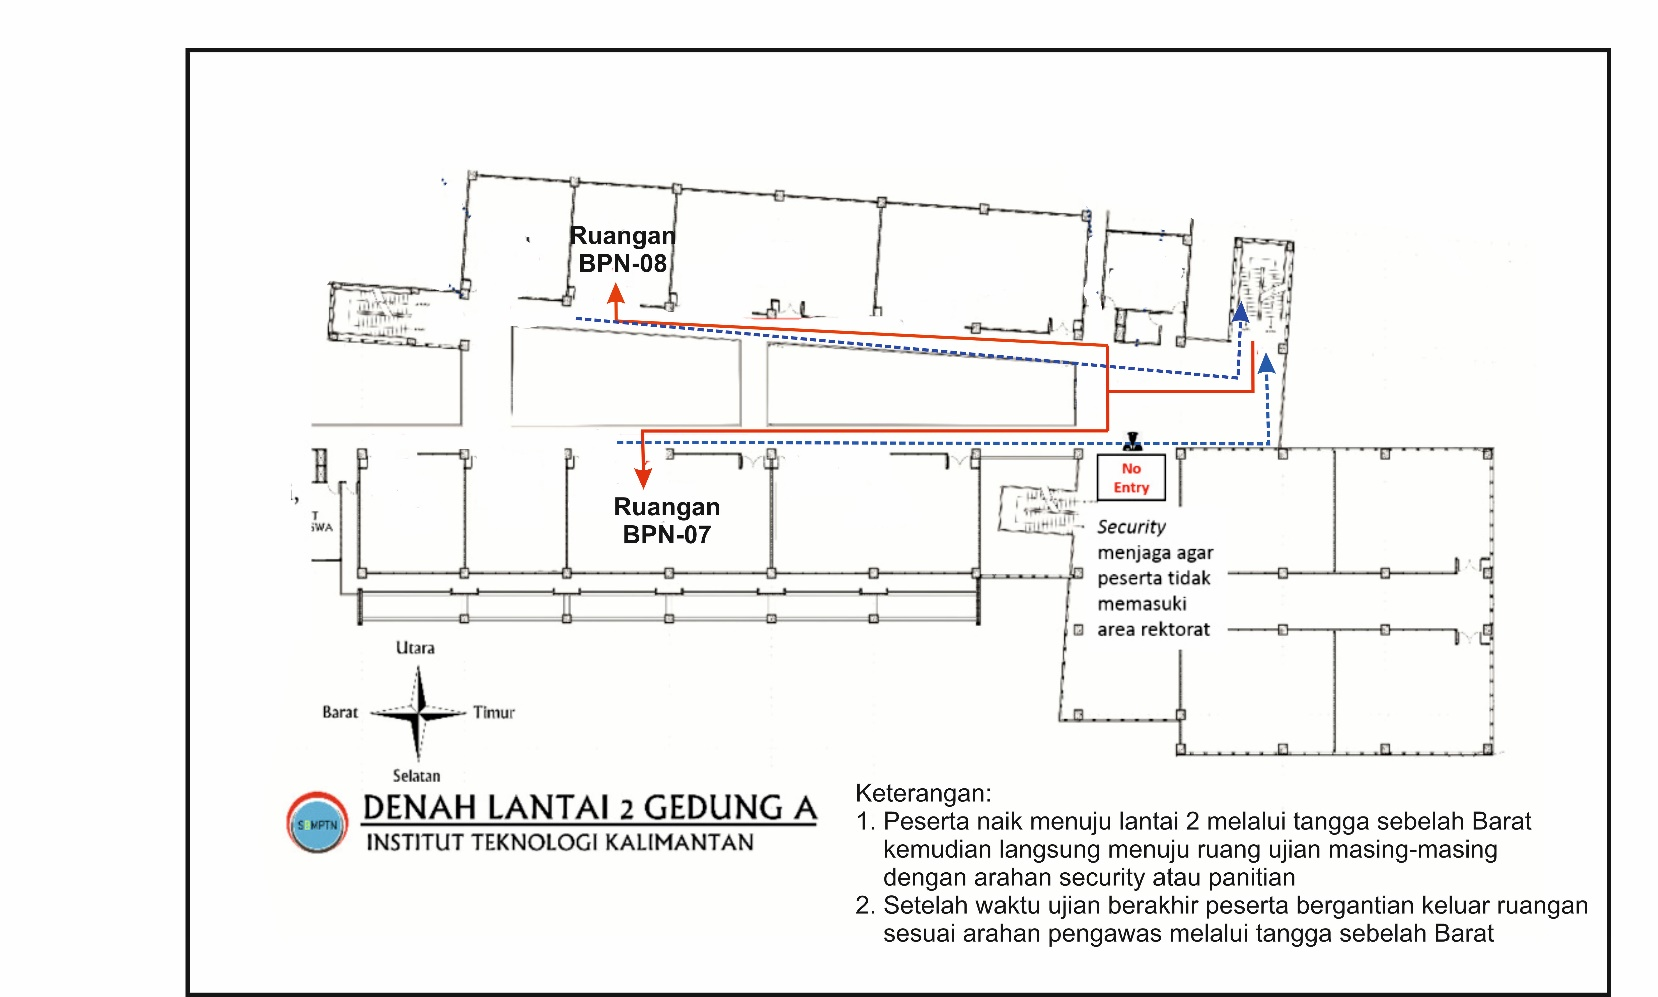 Ruangan
BPN-08
No
Entry
Ruangan
BPN-07
Security
menjaga agar
peserta tidak
memasuki
area rektorat
T
SWA
Utara
Barat
Timur
Selatan
SBMPTN
DENAH LANTAI 2 GEDUNG A
INSTITUT TEKNOLOGI KALIMANTAN
Keterangan:
1. Peserta naik menuju lantai 2 melalui tangga sebelah Barat
kemudian langsung menuju ruang ujian masing-masing
dengan arahan security atau panitian
2. Setelah waktu ujian berakhir peserta bergantian keluar ruangan
sesuai arahan pengawas melalui tangga sebelah Barat